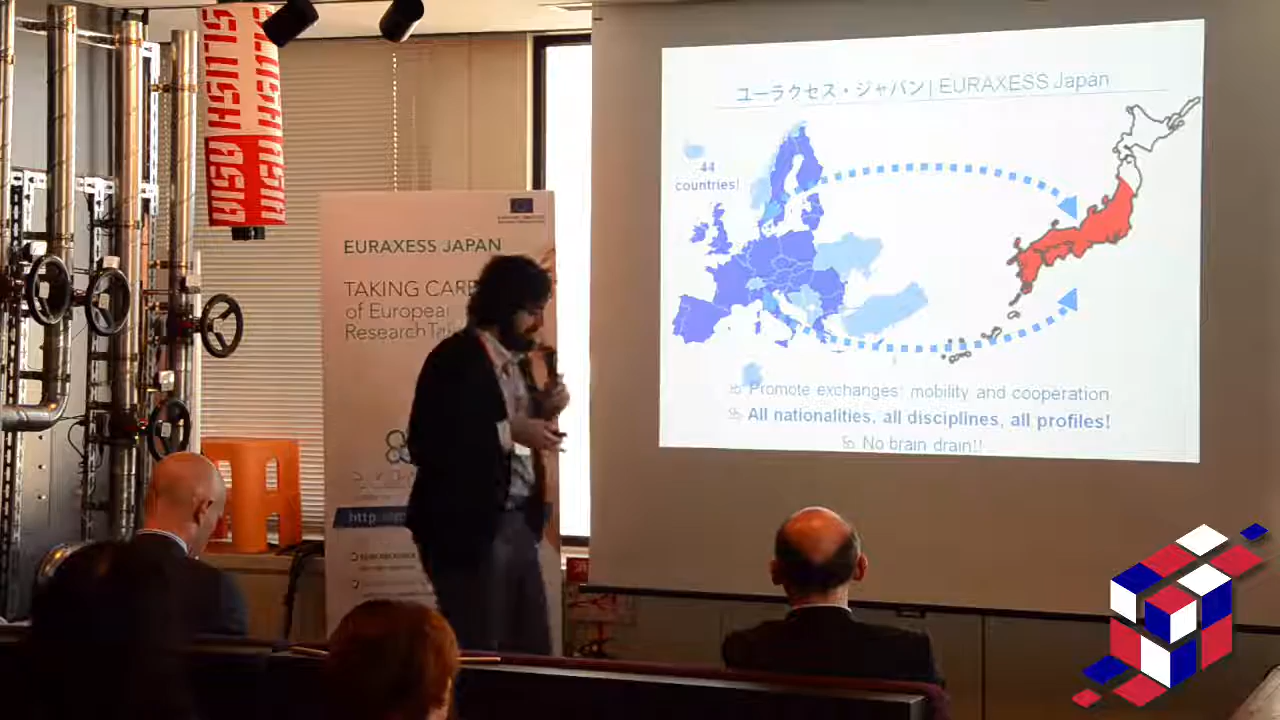 ユーラクセス・ジャパン | EURAXESS Japan
44
countries!
Promote exchanges: mobility and cooperation
All nationalities, all disciplines, all profiles!
No brain drain!!
EURAXESS JAPAN
TAKING CARE
of European
Research
http